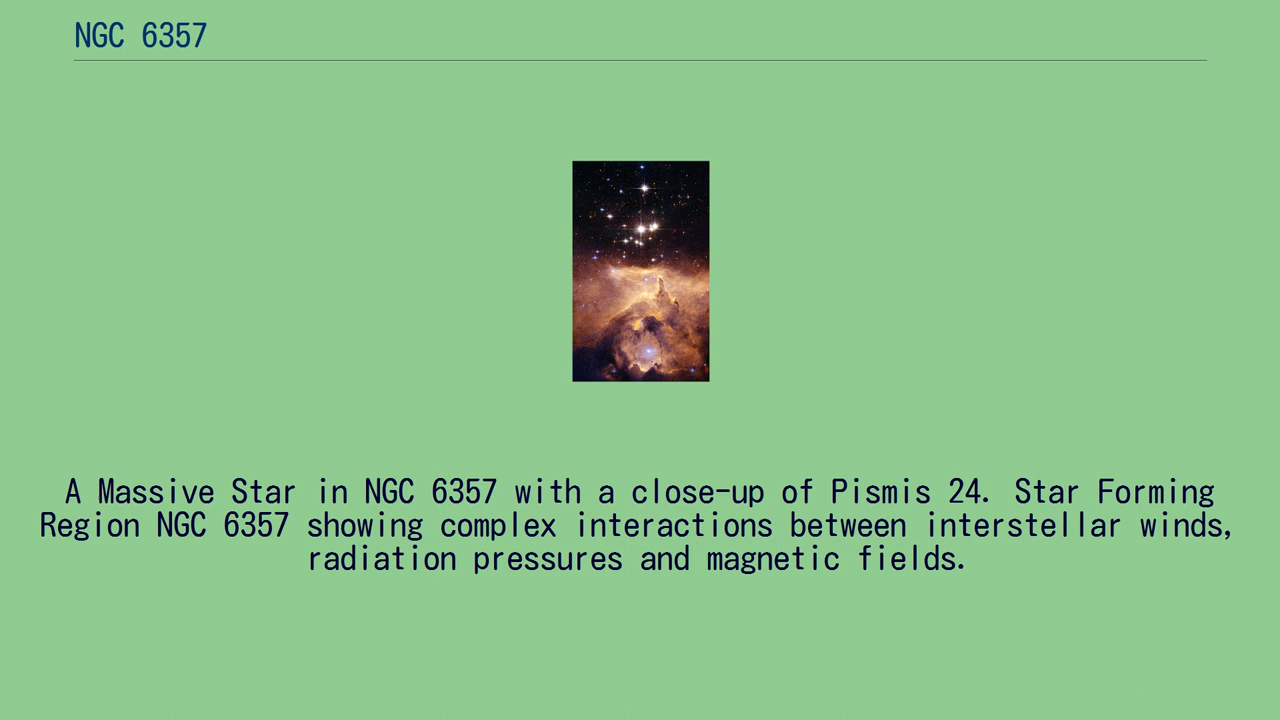 NGC 6357
A Massive Star in NGC 6357 with a close-up of Pismis 24. Star Forming
Region NGC 6357 showing complex interactions between interstellar winds,
radiation pressures and magnetic fields.